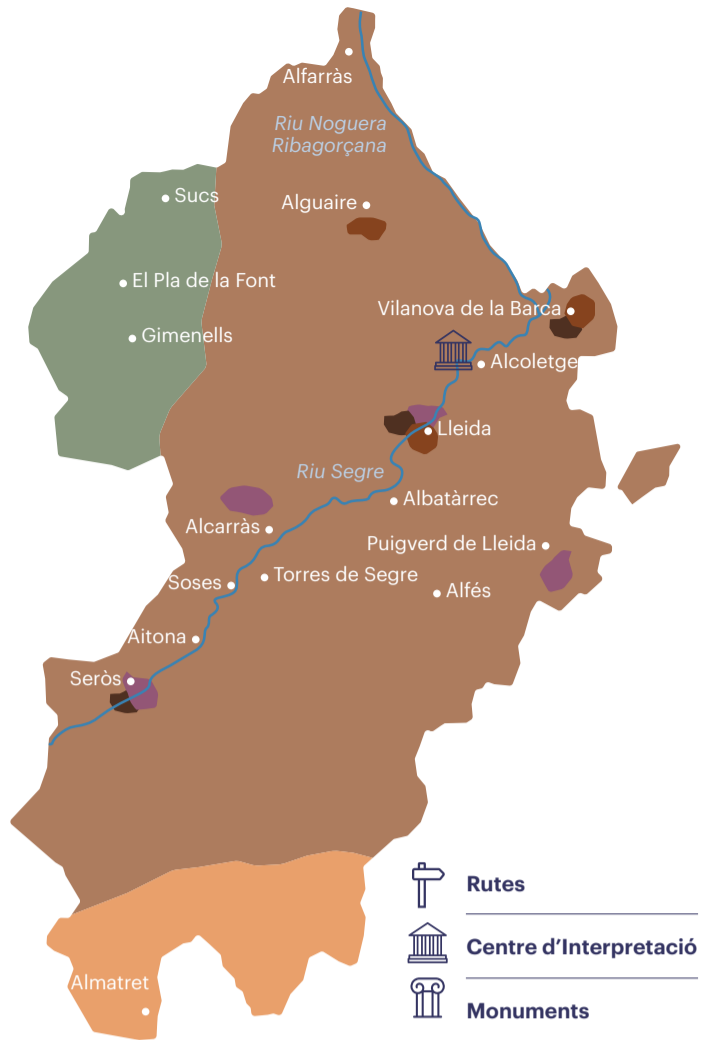 Alfarràs
Riu Noguera
Ribagorçana
Sucs
Alguaire
El Pla de la Font
Vilanova de la Barca
Gimenells
Alcoletge
Lleida
Riu Segre
Albatàrrec
Alcarràs
Puigverd de Lleida
Soses
Torres de Segre
Alfés
Aitona
Seròs
Rutes
Centre d'Interpretació
Almatret
Monuments